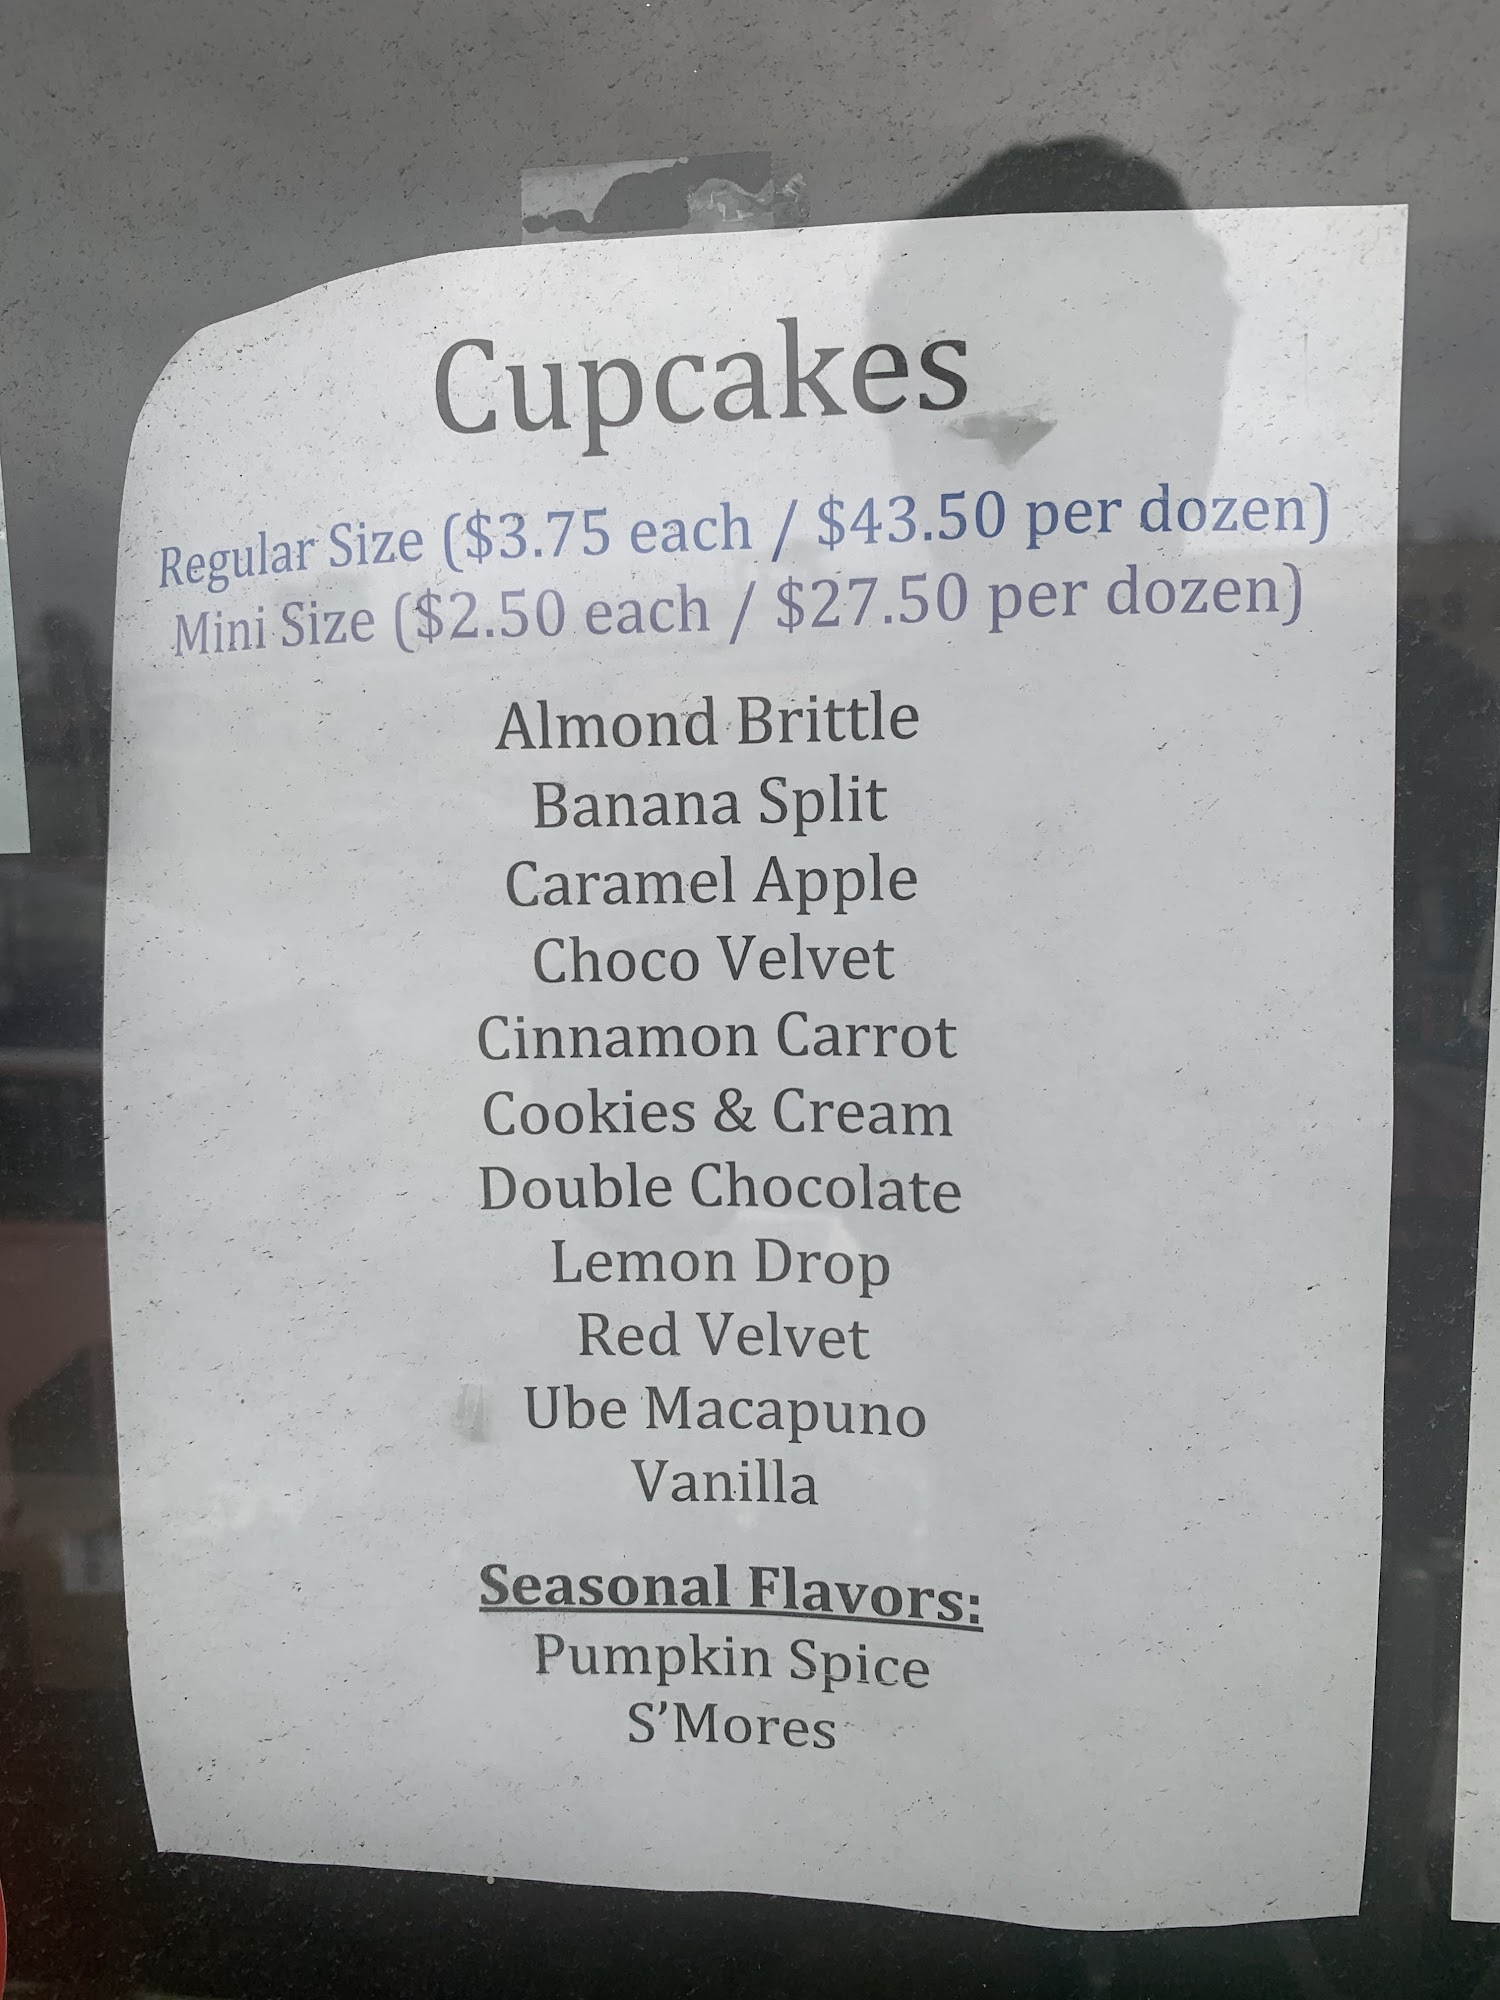 Cupcakes
Regular Size ($3.75 each / $43.50 per dozen)
Mini Size ($2.50 each / $27.50 per dozen)
Almond Brittle
Banana Split
Caramel Apple
Choco Velvet
Cinnamon Carrot
Cookies & Cream
Double Chocolate
Lemon Drop
Red Velvet
Ube Macapuno
Vanilla
Seasonal Flavors:
Pumpkin Spice
S’Mores